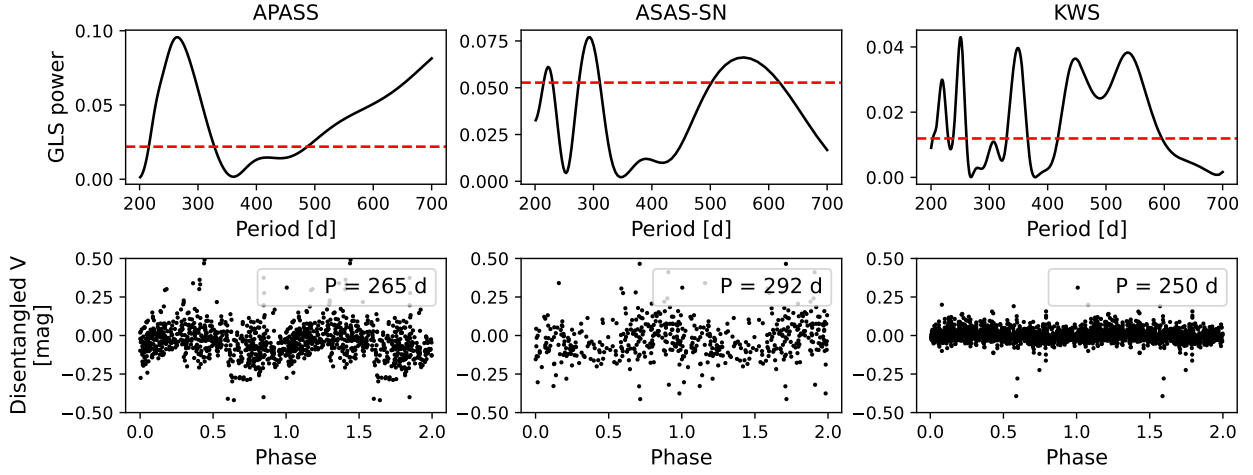 APASS
ASAS-SN
KWS
GLS power
0.10
0.05
0.00
0.075
0.050
0.025
0.000
0.04
0.02
0.00
200 300 400 500 600 700
200 300 400 500 600 700
200 300 400 500 600 700
Period [d]
Period [d]
Period [d]
Disentangled V
[mag]
0.50
0.25
0.00
−0.25
−0.50
P = 265 d
0.50
0.25
0.00
−0.25
−0.50
P = 292 d
0.50
0.25
0.00
−0.25
−0.50
P = 250 d
0.0 0.5 1.0 1.5 2.0
0.0 0.5 1.0 1.5 2.0
0.0 0.5 1.0 1.5 2.0
Phase
Phase
Phase